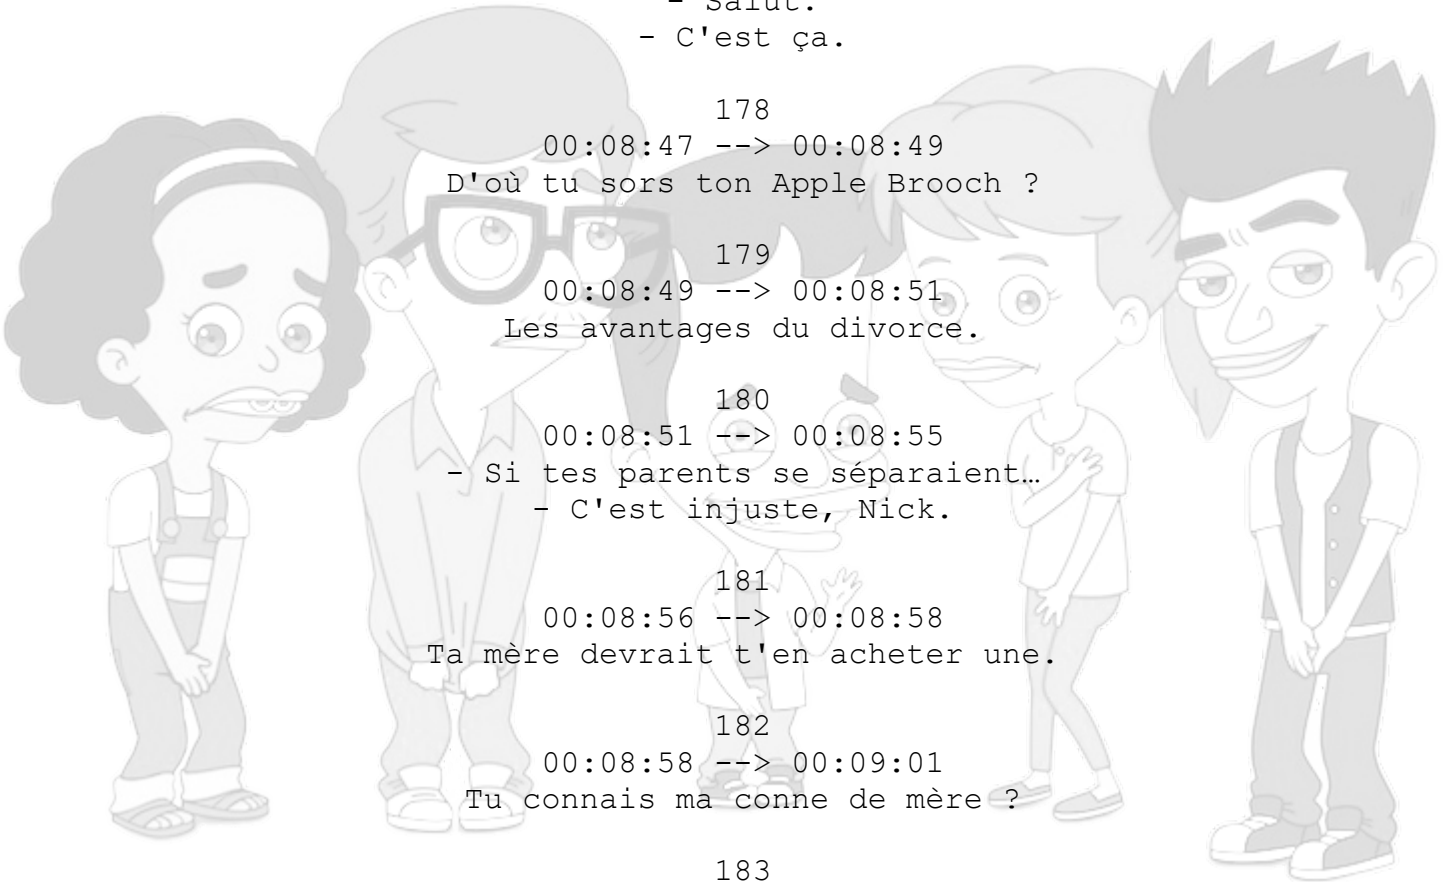 - Salut.
- C'est ça.
178
00:08:47 --> 00:08:49
D'où tu sors ton Apple Brooch ?
179
00:08:49 --> 00:08:51
Les avantages du divorce.
180
00:08:51 --> 00:08:55
- Si tes parents se séparaient…
- C'est injuste, Nick.
181
00:08:56 --> 00:08:58
Ta mère devrait t'en acheter une.
182
00:08:58 --> 00:09:01
Tu connais ma conne de mère ?
183